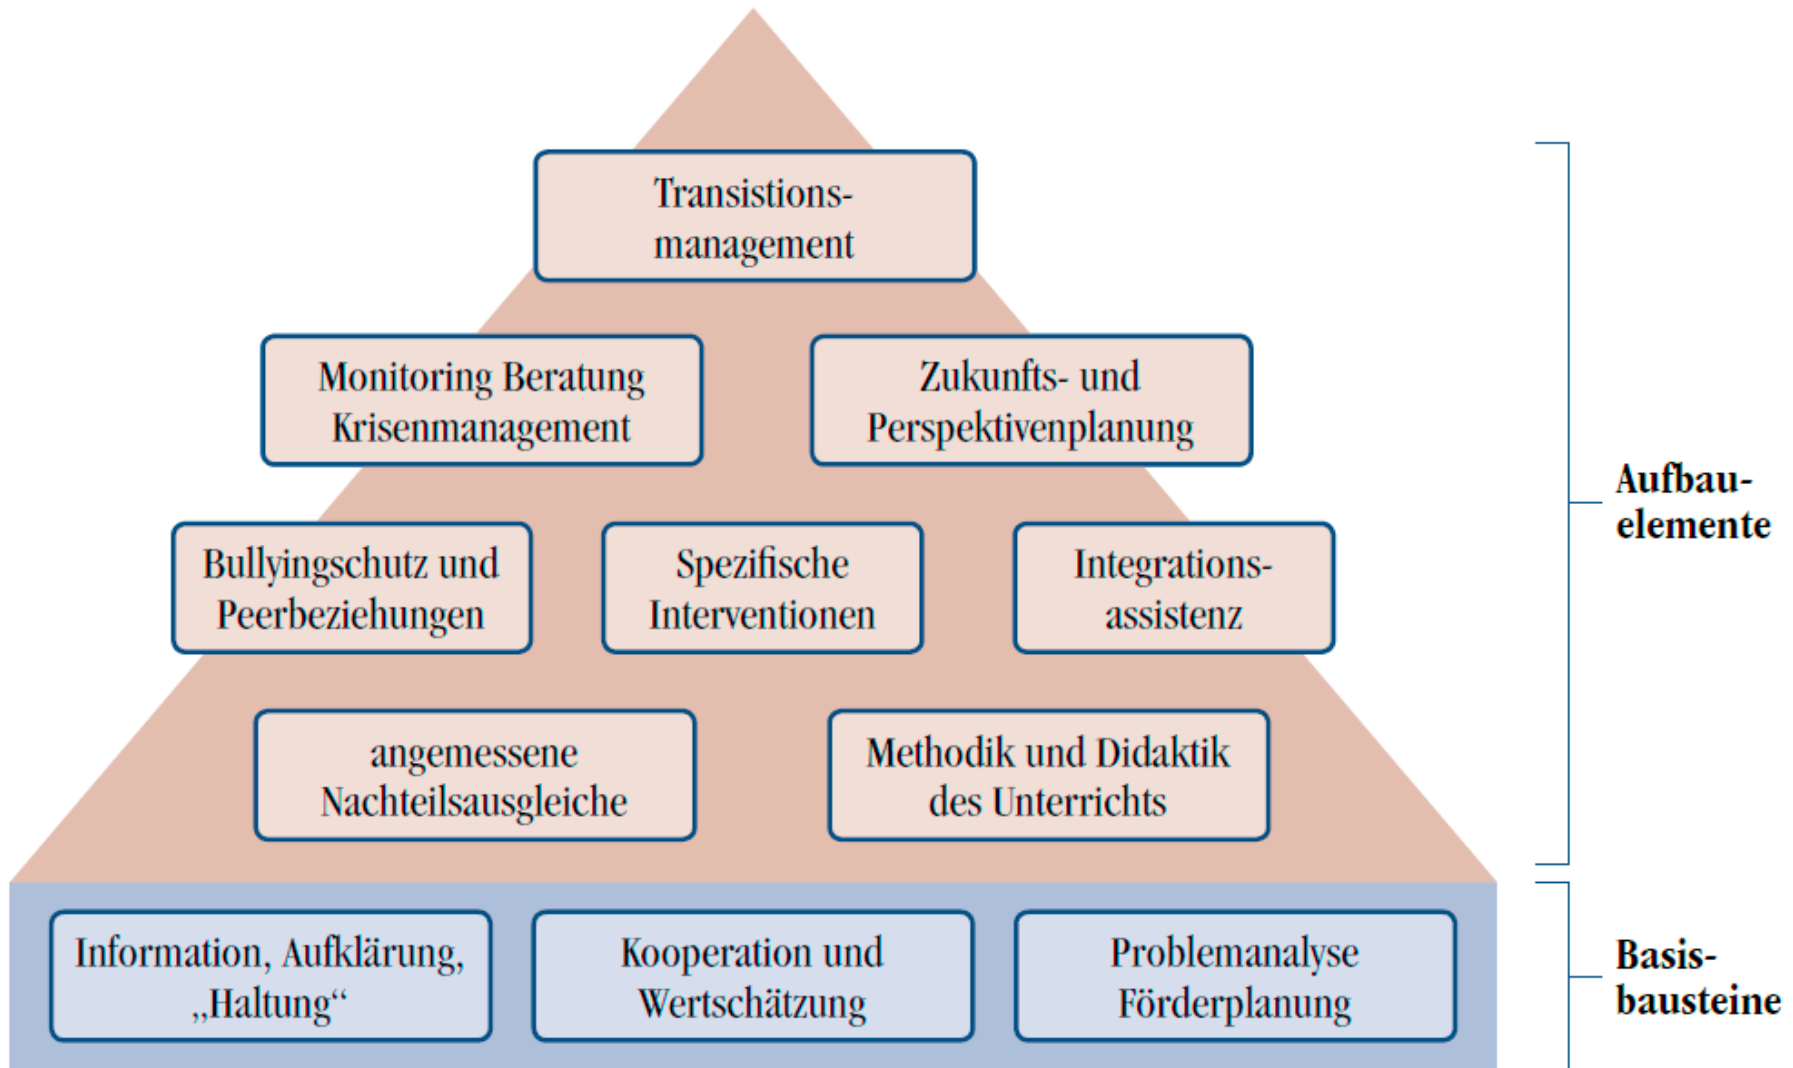 Transistions-
management
Monitoring Beratung
Krisenmanagement
Zukunfts- und
Perspektivenplanung
Bullyingschutz und
Peerbeziehungen
Spezifische
Interventionen
Integrations-
assistenz
Aufbau-
elemente
angemessene
Nachteilsausgleiche
Methodik und Didaktik
des Unterrichts
Information, Aufklärung,
„Haltung“
Kooperation und
Wertschätzung
Problemanalyse
Förderplanung
Basis-
bausteine